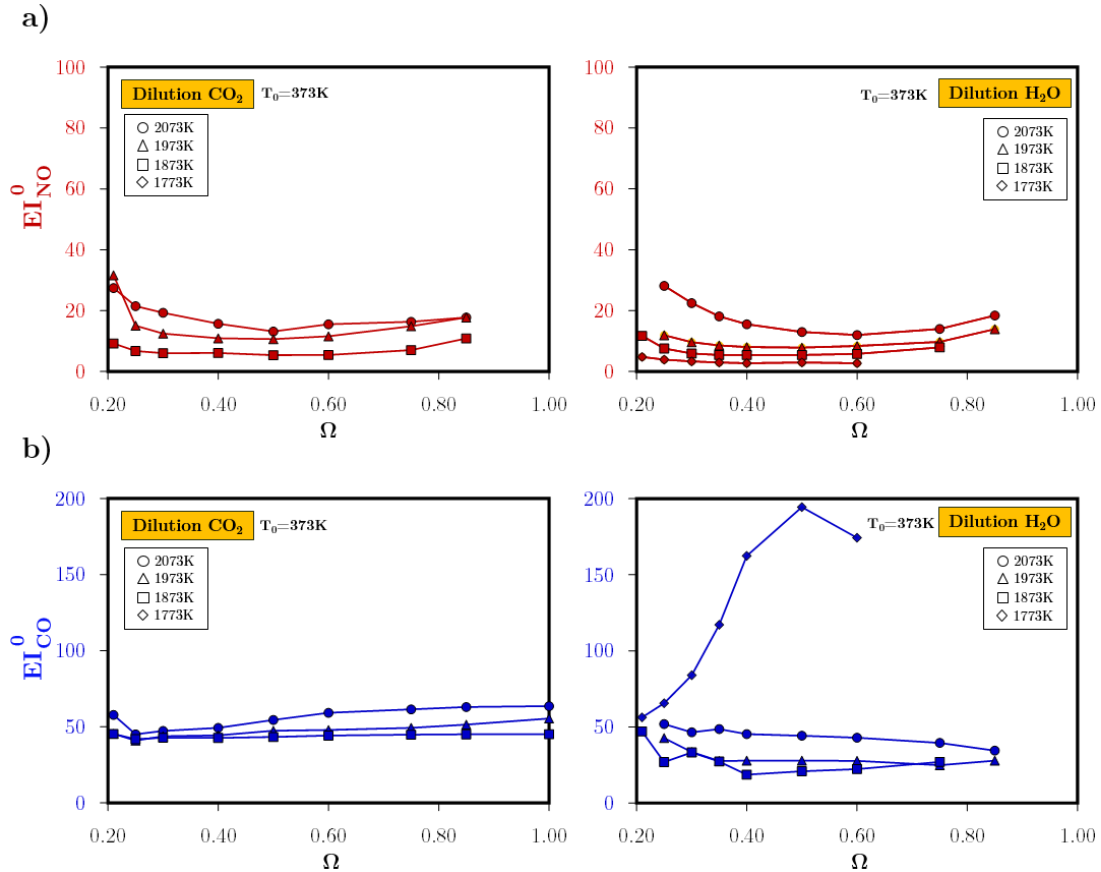 a)
EI⁰_NO
100
80
60
40
20
0
Dilution CO₂ T₀=373K
2073K
1973K
1873K
1773K
0.20 0.40 0.60 0.80 1.00
Ω
100
80
60
40
20
0
T₀=373K Dilution H₂O
2073K
1973K
1873K
1773K
0.20 0.40 0.60 0.80 1.00
Ω
b)
EI⁰_CO
200
150
100
50
0
Dilution CO₂ T₀=373K
2073K
1973K
1873K
1773K
0.20 0.40 0.60 0.80 1.00
Ω
200
150
100
50
0
T₀=373K Dilution H₂O
2073K
1973K
1873K
1773K
0.20 0.40 0.60 0.80 1.00
Ω